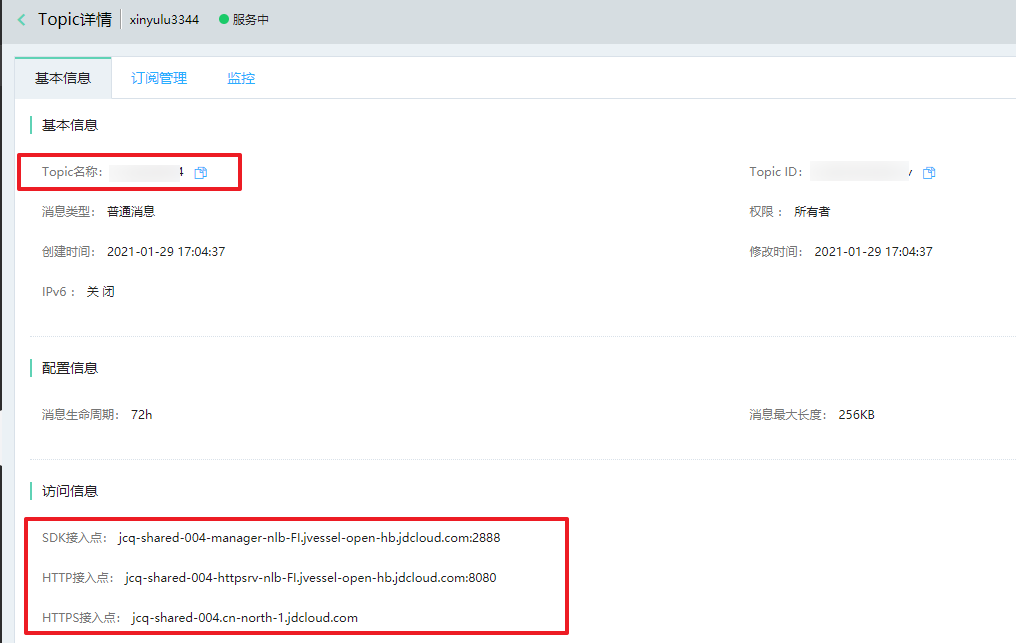 Topic详情 xinyulu3344 服务中
基本信息 订阅管理 监控
基本信息
Topic名称: 4 Topic ID:
消息类型: 普通消息 权限: 所有者
创建时间: 2021-01-29 17:04:37 修改时间: 2021-01-29 17:04:37
IPv6: 关闭
配置信息
消息生命周期: 72h 消息最大长度: 256KB
访问信息
SDK接入点: jcq-shared-004-manager-nlb-FI.jvessel-open-hb.jdcloud.com:2888
HTTP接入点: jcq-shared-004-httpsrv-nlb-FI.jvessel-open-hb.jdcloud.com:8080
HTTPS接入点: jcq-shared-004.cn-north-1.jdcloud.com